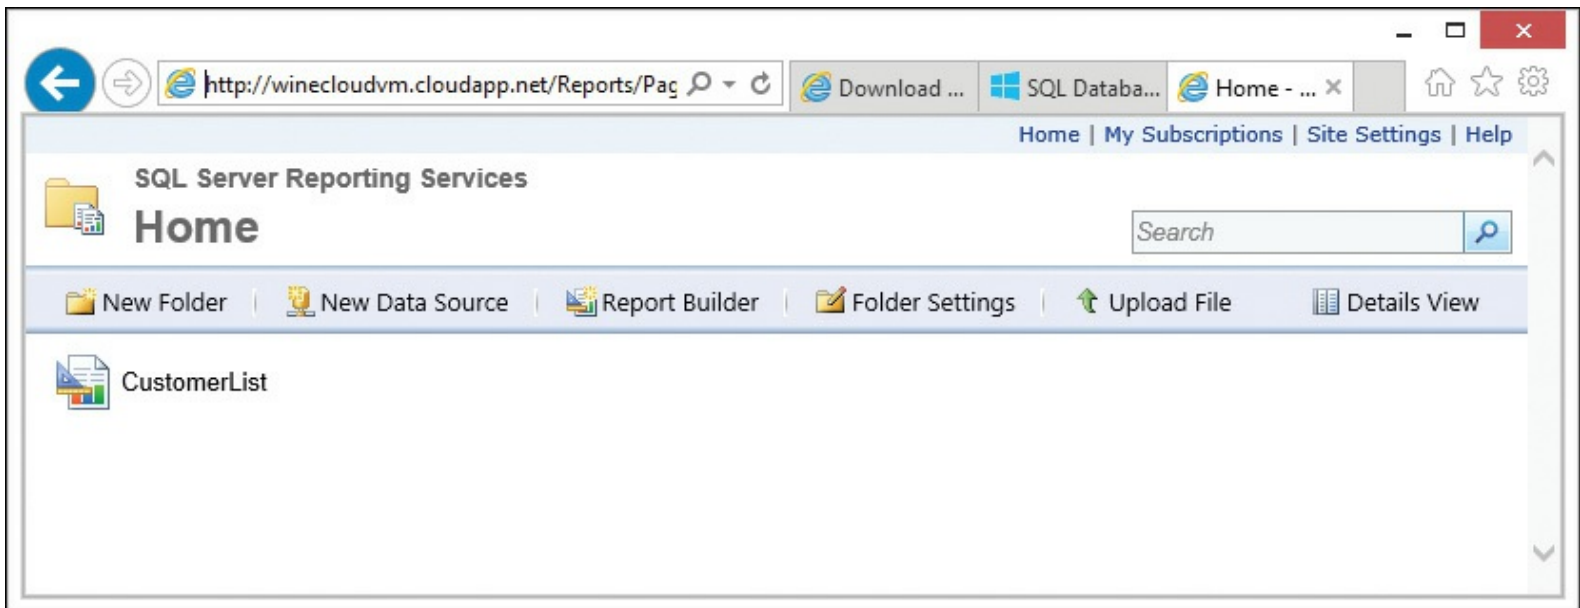 http://winecloudvm.cloudapp.net/Reports/Pag
Download ...
SQL Databa...
Home - ...
Home | My Subscriptions | Site Settings | Help
SQL Server Reporting Services
Home
Search
New Folder | New Data Source | Report Builder | Folder Settings | Upload File Details View
CustomerList